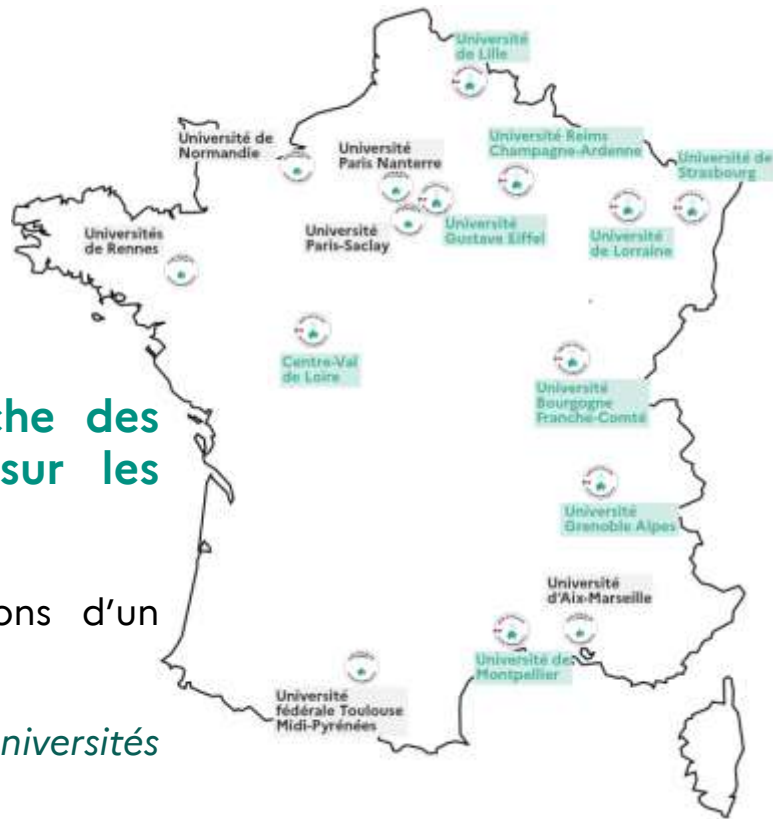 Université
de Lille
Université de
Normandie
Université
Paris Nanterre
Université Reims
Champagne-Ardenne
Université de
Strasbourg
Universités
de Rennes
Université
Paris-Saclay
Université
Gustave Eiffel
Université
de Lorraine
Centre-Val
de Loire
Université
Bourgogne
Franche-Comté
che des
sur les
Université
Grenoble Alpes
ons d'un
Université
d'Aix-Marseille
Université de
Montpellier
Université
fédérale Toulouse
Midi-Pyrénées
niversités